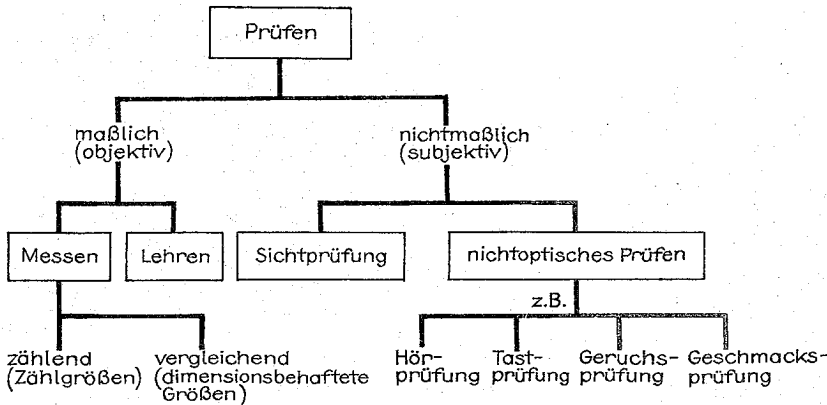 Prüfen
maßlich
(objektiv)
nichtmaßlich
(subjektiv)
Messen
Lehren
Sichtprüfung
nichtoptisches Prüfen
z.B.
zählend
(Zählgrößen)
vergleichend
(dimensionsbehaftete
Größen)
Hör-
prüfung
Tast-
prüfung
Geruchs-
prüfung
Geschmacks-
prüfung